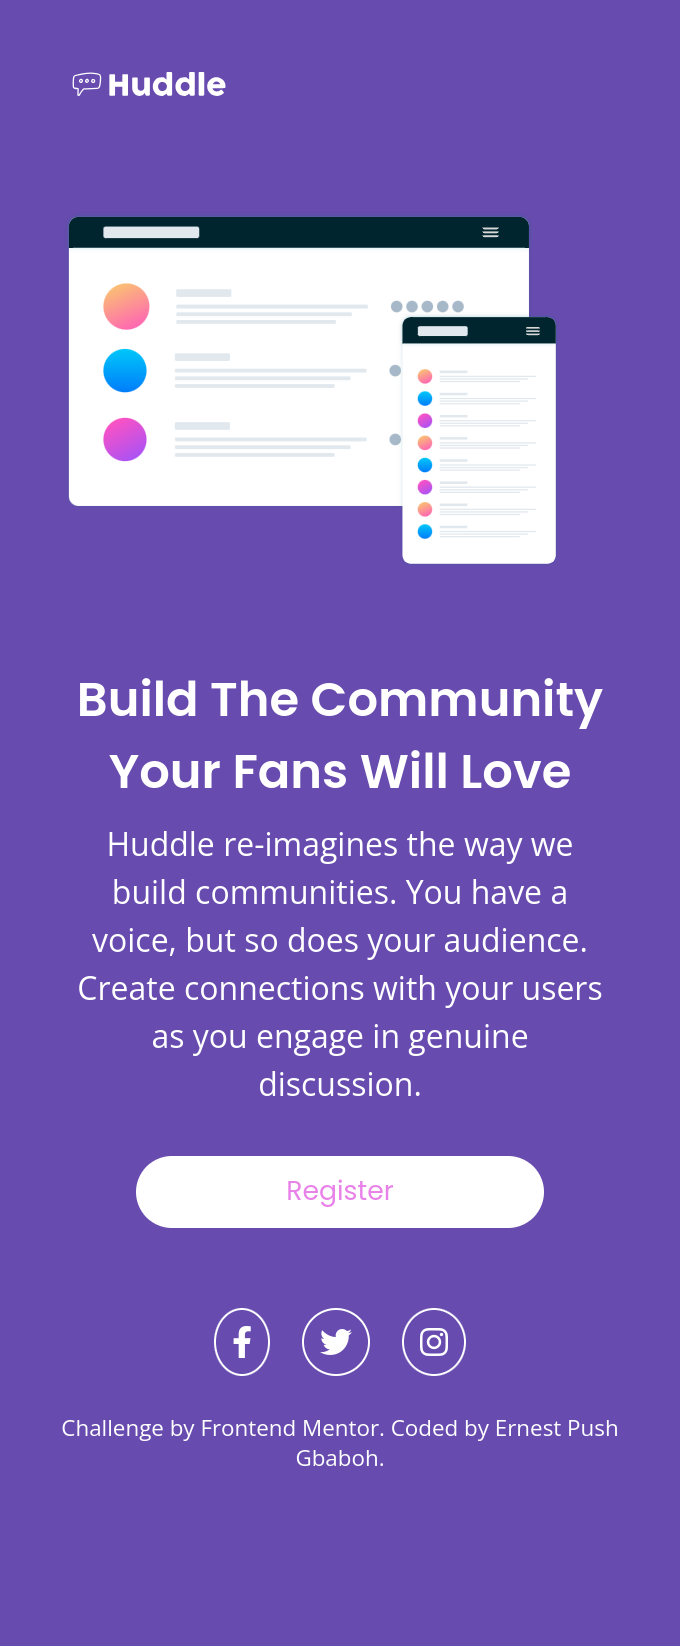 Huddle
Build The Community
Your Fans Will Love
Huddle re-imagines the way we
build communities. You have a
voice, but so does your audience.
Create connections with your users
as you engage in genuine
discussion.
Register
Challenge by Frontend Mentor. Coded by Ernest Push
Gbaboh.